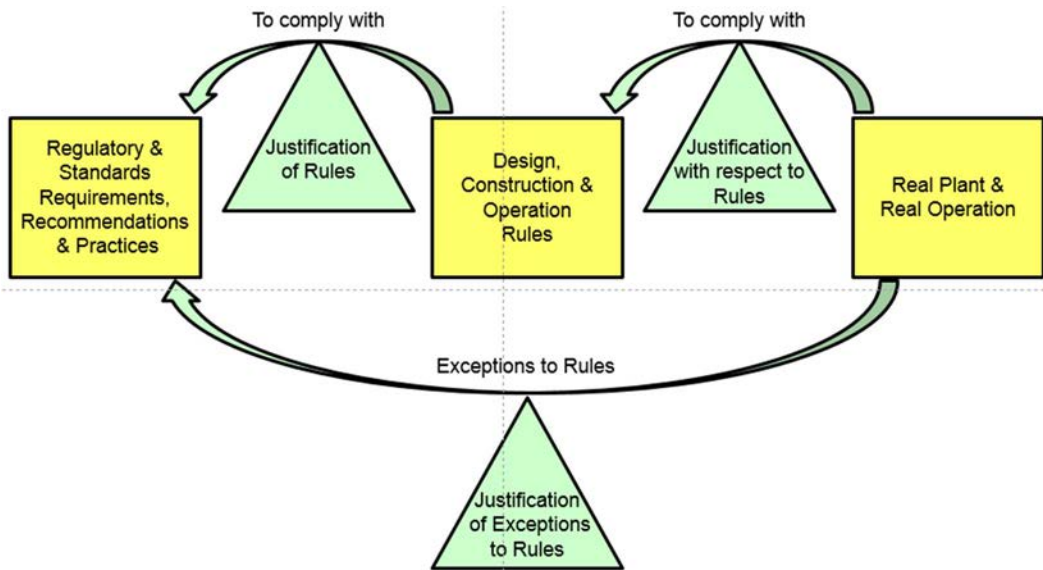 To comply with
To comply with
Regulatory &
Standards
Requirements,
Recommendations
& Practices
Justification
of Rules
Design,
Construction &
Operation
Rules
Justification
with respect to
Rules
Real Plant &
Real Operation
Exceptions to Rules
Justification
of Exceptions
to Rules